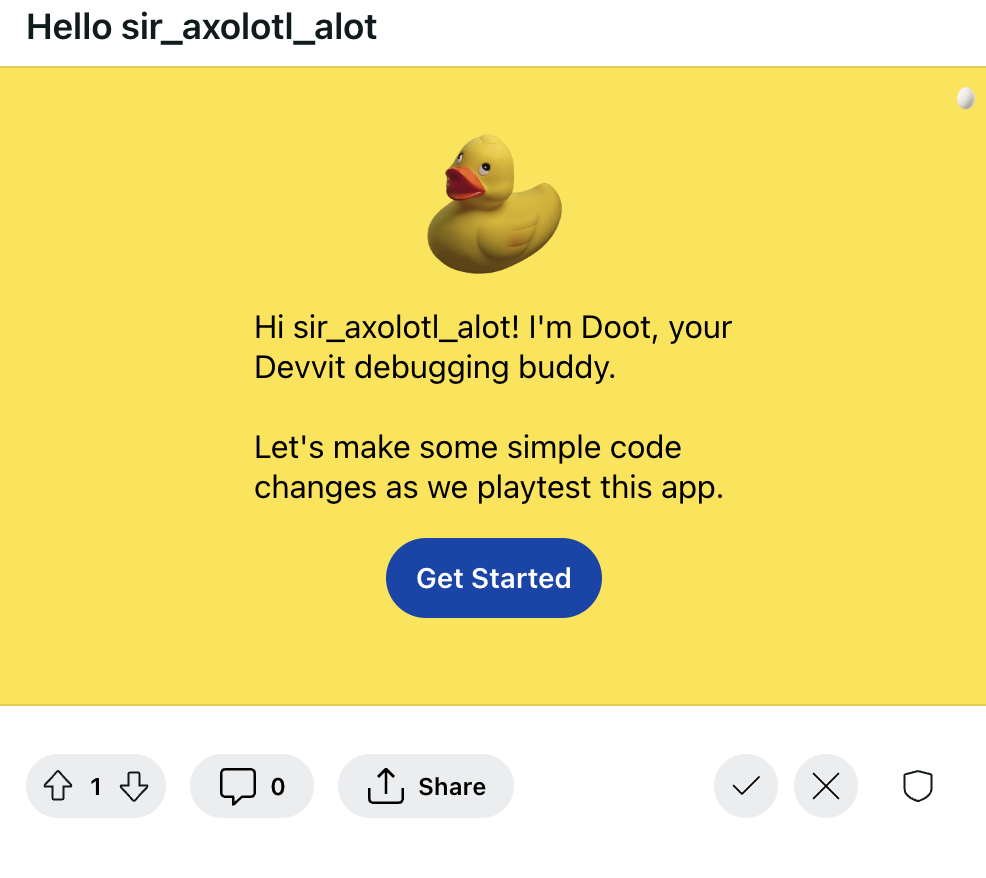 Hello sir_axolotl_alot
Hi sir_axolotl_alot! I'm Doot, your
Devvit debugging buddy.
Let's make some simple code
changes as we playtest this app.
Get Started
1
0
Share